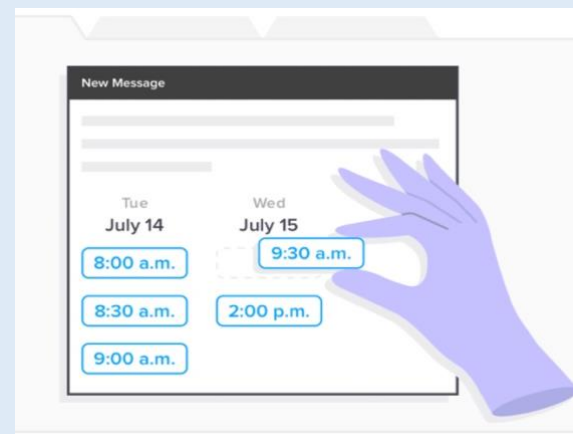 New Message
Tue Wed
July 14 July 15
8:00 a.m. 9:30 a.m.
8:30 a.m. 2:00 p.m.
9:00 a.m.